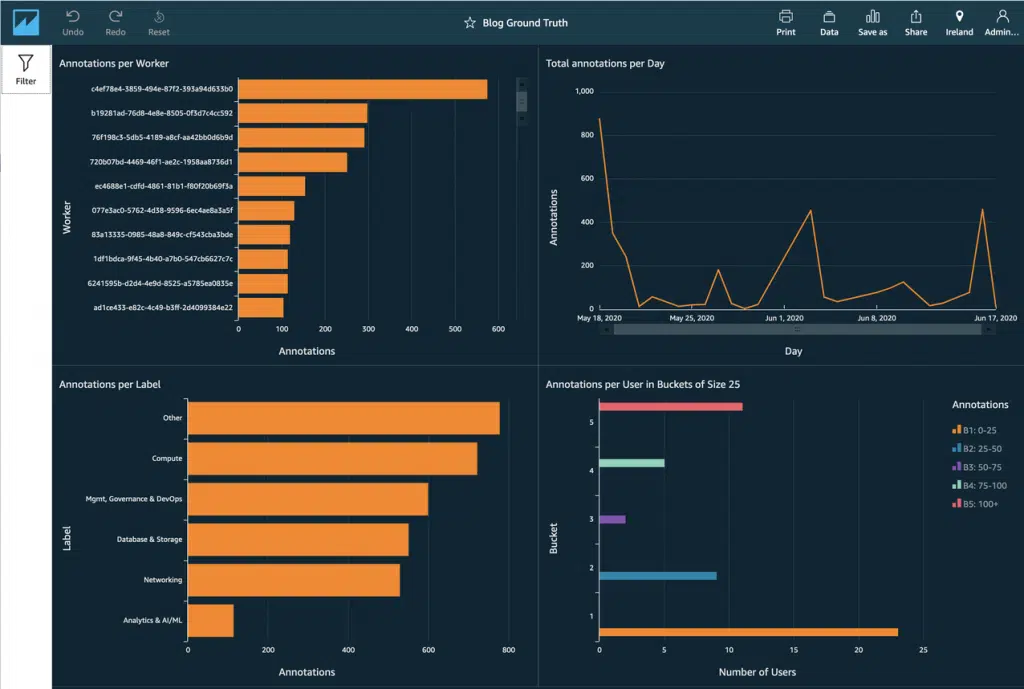 Undo
Redo
Reset
Blog Ground Truth
Print
Data
Save as
Share
Ireland
Admin...
Filter
Annotations per Worker
Worker
c4ef78e4-3859-494e-87f2-393a94d633b0
b19281ad-76d8-4e8e-8505-0f3d7c4cc592
76f198c3-5db5-4189-a8cf-aa42bb0d6b9d
720b07bd-4469-46f1-ae2c-1958aa8736d1
ec4688e1-cdfd-4861-81b1-f80f20b69f3a
077e3ac0-5762-4d38-9596-6ec4ae8a3a5f
83a13335-0985-48a8-849c-cf543cba3bde
1df1bdca-9f45-4b40-a7b0-547cb6627c7c
6241595b-d2d4-4e9d-8525-a5785ea0835e
ad1ce433-e82c-4c49-b3ff-2d4099384e22
0 100 200 300 400 500 600
Annotations
Total annotations per Day
Annotations
1,000
800
600
400
200
0
May 18, 2020 May 25, 2020 Jun 1, 2020 Jun 8, 2020 Jun 17, 2020
Day
Annotations per Label
Label
Other
Compute
Mgmt, Governance & DevOps
Database & Storage
Networking
Analytics & AI/ML
0 200 400 600 800
Annotations
Annotations per User in Buckets of Size 25
Bucket
5
4
3
2
1
0 5 10 15 20 25
Number of Users
Annotations
B1: 0-25
B2: 25-50
B3: 50-75
B4: 75-100
B5: 100+